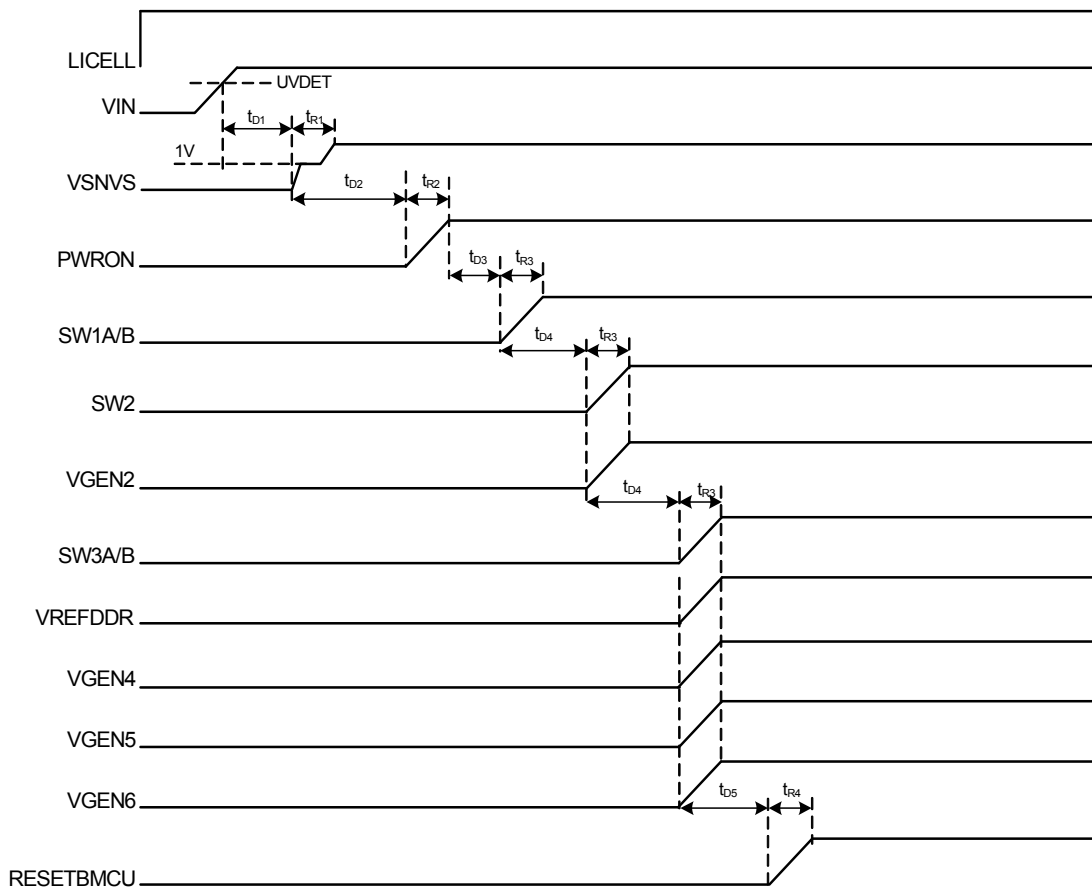 LICELL
UVDET
VIN
tD1 tR1
1V
VSNVS
tD2 tR2
PWRON
tD3 tR3
SW1A/B
tD4 tR3
SW2
VGEN2
tD4 tR3
SW3A/B
VREFDDR
VGEN4
VGEN5
VGEN6
tD5 tR4
RESETBMCU